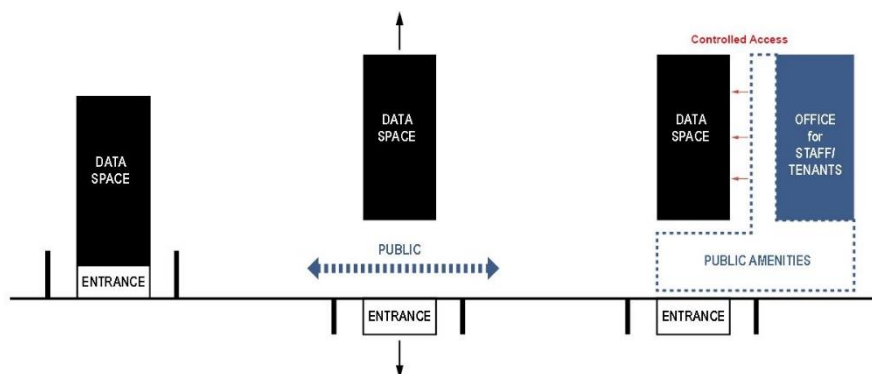 DATA
SPACE
ENTRANCE
DATA
SPACE
PUBLIC
ENTRANCE
Controlled Access
DATA
SPACE
OFFICE
for
STAFF/
TENANTS
PUBLIC AMENITIES
ENTRANCE